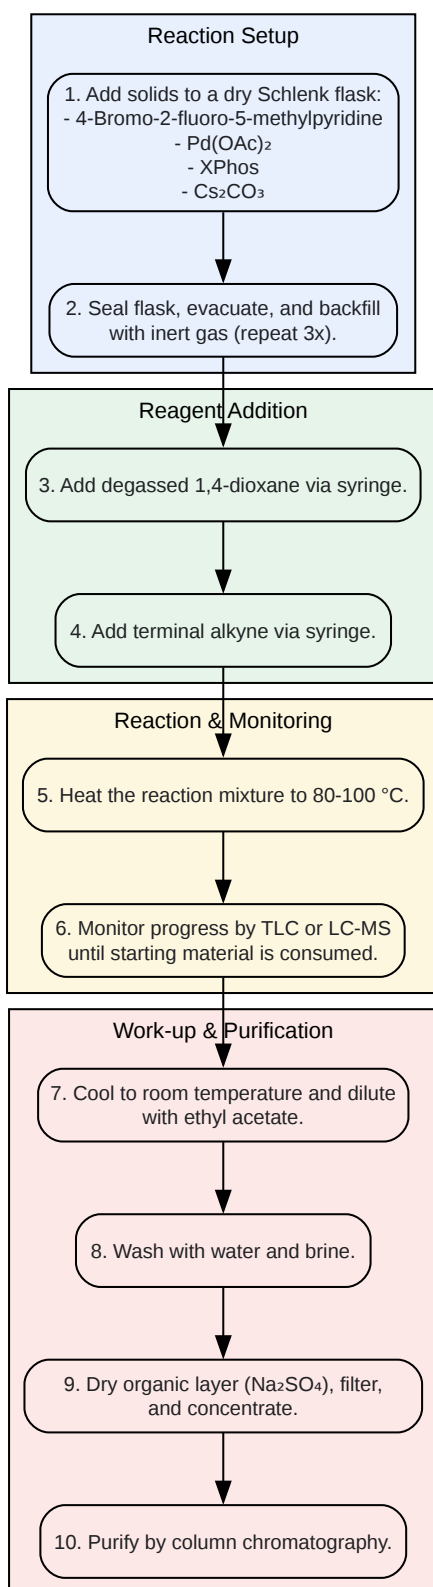 Reaction Setup
1. Add solids to a dry Schlenk flask:
- 4-Bromo-2-fluoro-5-methylpyridine
- Pd(OAc)₂
- XPhos
- Cs₂CO₃
2. Seal flask, evacuate, and backfill
with inert gas (repeat 3x).
Reagent Addition
3. Add degassed 1,4-dioxane via syringe.
4. Add terminal alkyne via syringe.
Reaction & Monitoring
5. Heat the reaction mixture to 80-100 °C.
6. Monitor progress by TLC or LC-MS
until starting material is consumed.
Work-up & Purification
7. Cool to room temperature and dilute
with ethyl acetate.
8. Wash with water and brine.
9. Dry organic layer (Na₂SO₄), filter,
and concentrate.
10. Purify by column chromatography.